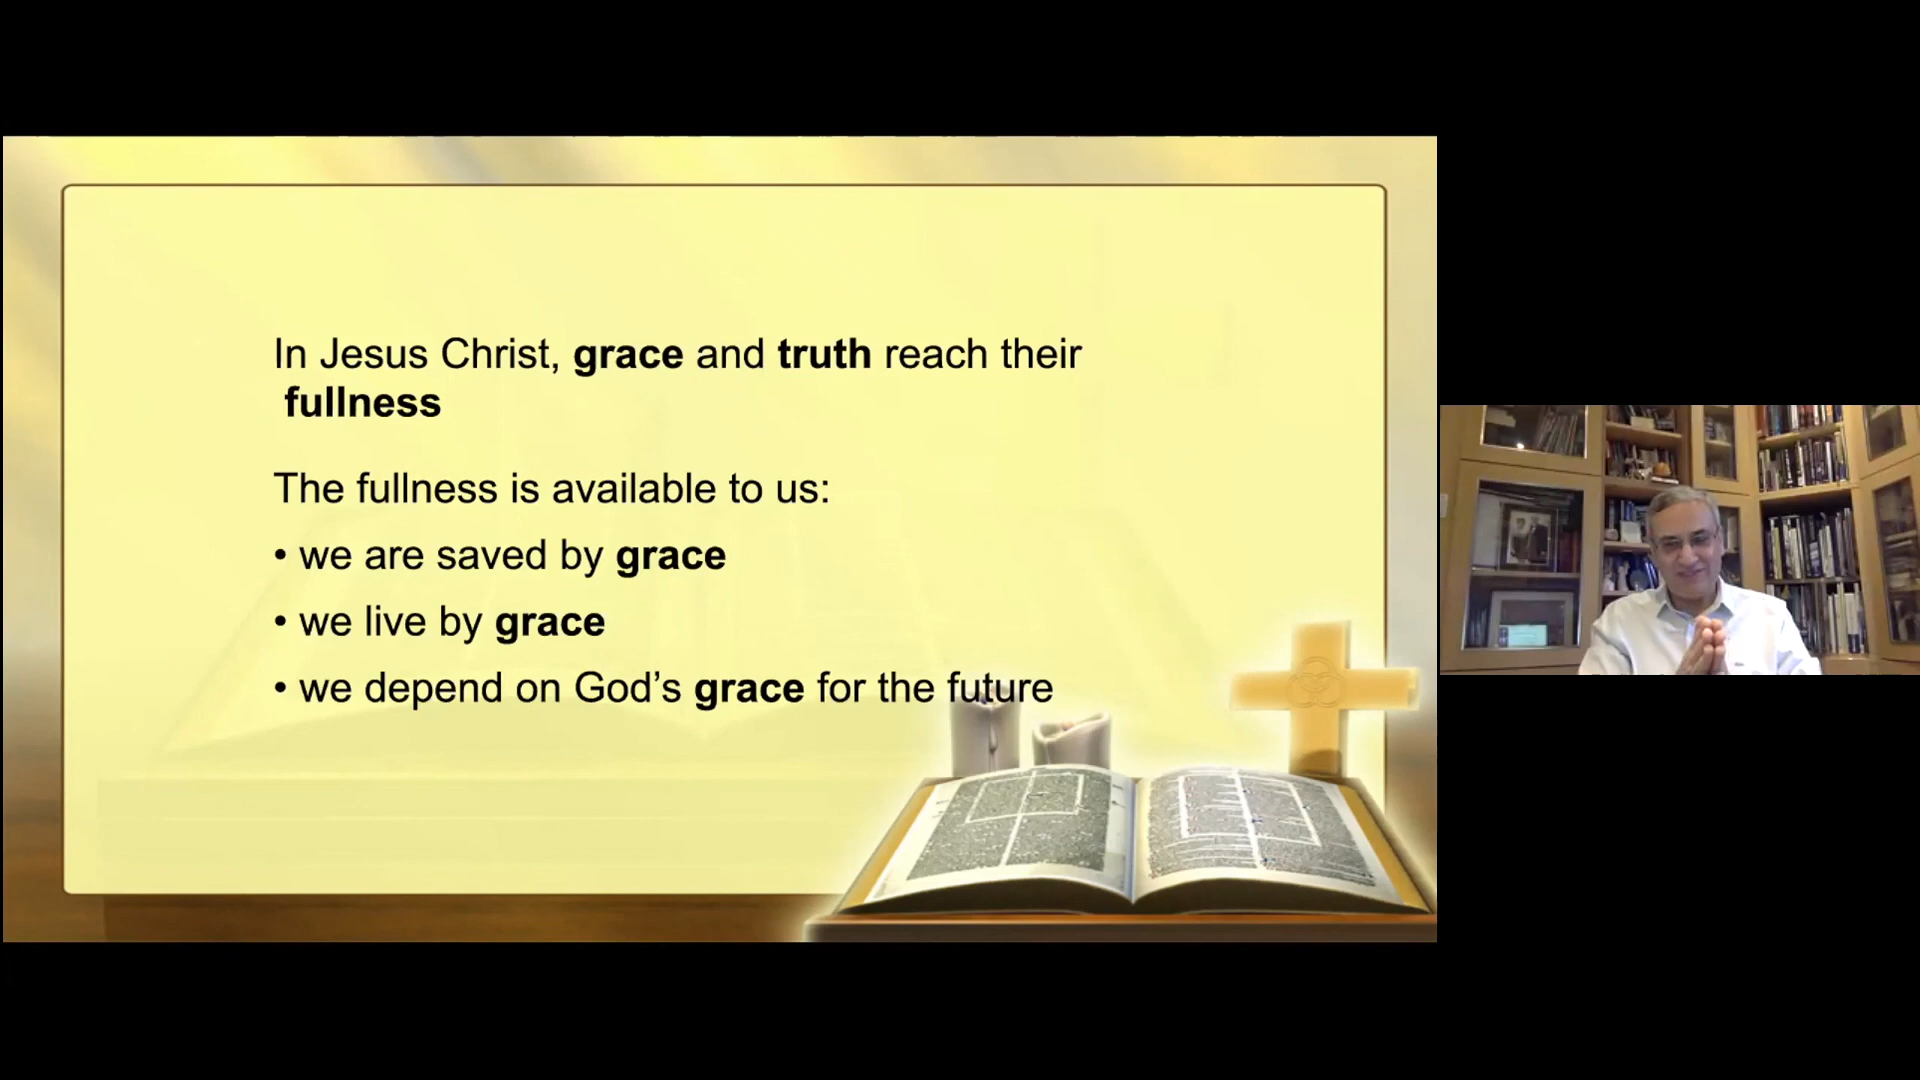 In Jesus Christ, grace and truth reach their
fullness
The fullness is available to us:
• we are saved by grace
• we live by grace
• we depend on God’s grace for the future